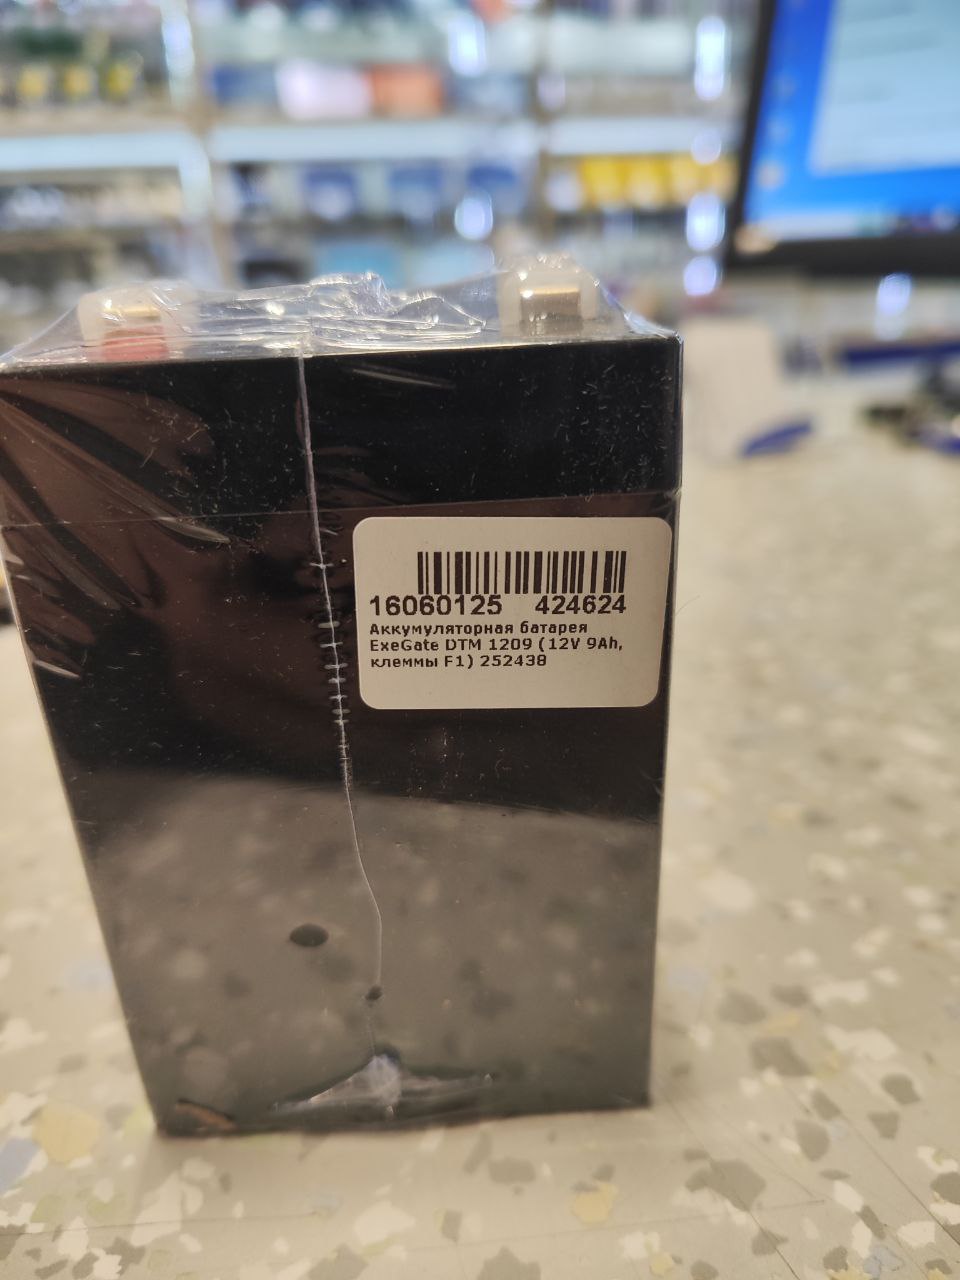 16060125 424624
Аккумуляторная батарея
ExeGate DTM 1209 (12V 9Ah,
клеммы F1) 252438